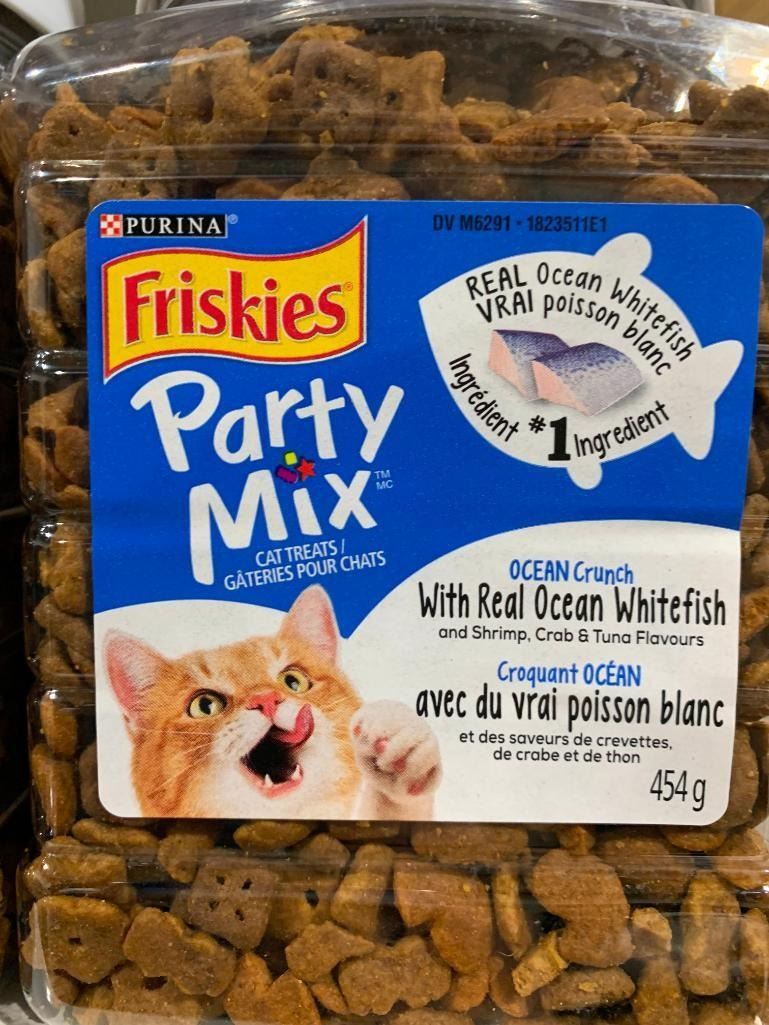 PURINA®
DV M6291 - 1823511E1
Friskies®
Party
Mix TM
MC
CAT TREATS /
GÂTERIES POUR CHATS
REAL Ocean Whitefish
VRAI poisson blanc
Ingrédient #1 Ingredient
OCEAN Crunch
With Real Ocean Whitefish
and Shrimp, Crab & Tuna Flavours
Croquant OCÉAN
avec du vrai poisson blanc
et des saveurs de crevettes,
de crabe et de thon
454 g